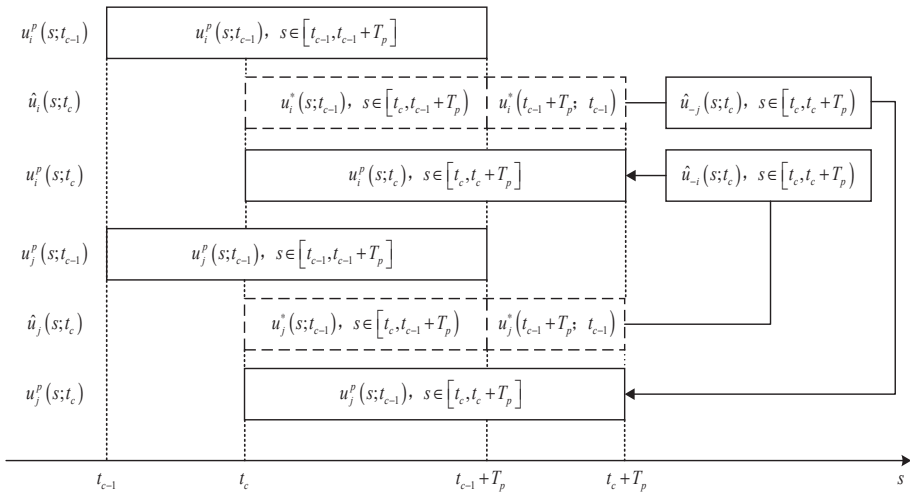 u_i^p(s;t_{c-1}) u_i^p(s;t_{c-1}), s∈[t_{c-1},t_{c-1}+T_p]
û_i(s;t_c) u_i^*(s;t_{c-1}), s∈[t_c,t_{c-1}+T_p) u_i^*(t_{c-1}+T_p; t_{c-1}) û_{-j}(s;t_c), s∈[t_c,t_c+T_p)
u_i^p(s;t_c) u_i^p(s;t_c), s∈[t_c,t_c+T_p] û_{-i}(s;t_c), s∈[t_c,t_c+T_p)
u_j^p(s;t_{c-1}) u_j^p(s;t_{c-1}), s∈[t_{c-1},t_{c-1}+T_p]
û_j(s;t_c) u_j^*(s;t_{c-1}), s∈[t_c,t_{c-1}+T_p) u_j^*(t_{c-1}+T_p; t_{c-1})
u_j^p(s;t_c) u_j^p(s;t_{c-1}), s∈[t_c,t_c+T_p]
t_{c-1} t_c t_{c-1}+T_p t_c+T_p s